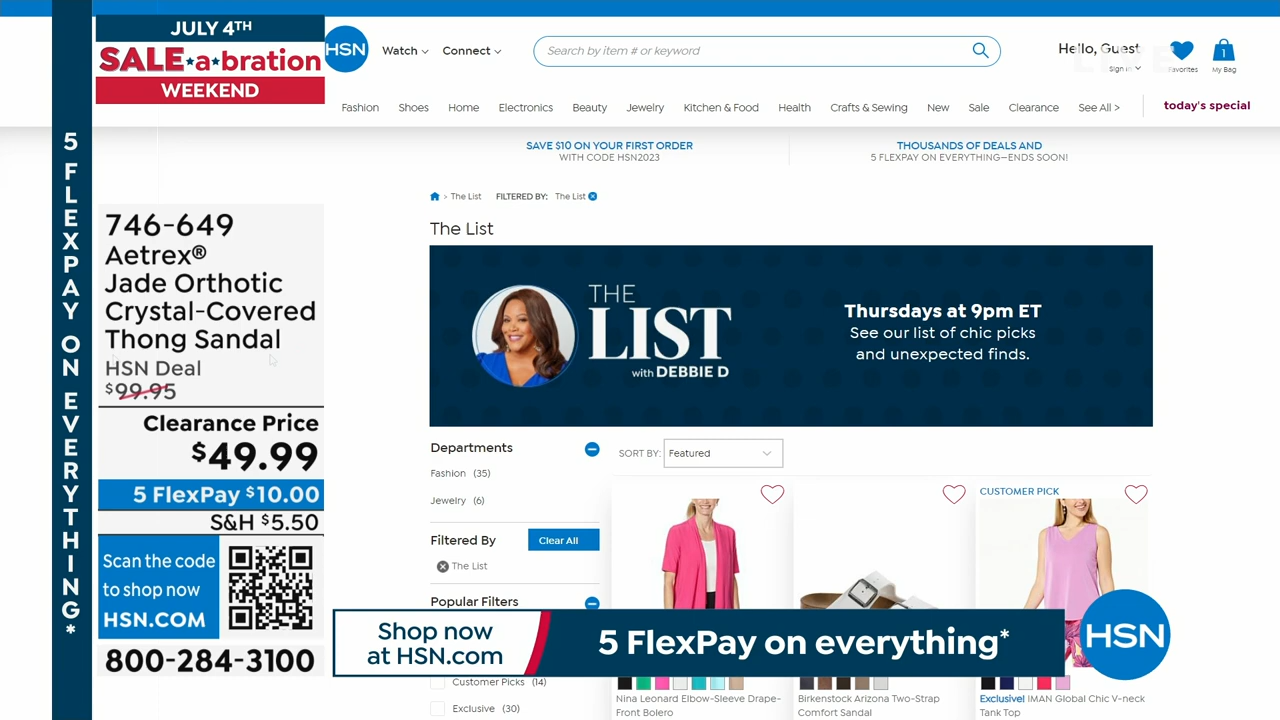 JULY 4TH
SALE★a★bration
WEEKEND
5 FLEXPAY ON EVERYTHING*
746-649
Aetrex®
Jade Orthotic
Crystal-Covered
Thong Sandal
HSN Deal
$99.95
Clearance Price
$49.99
5 FlexPay $10.00
S&H $5.50
Scan the code
to shop now
HSN.COM
800-284-3100
HSN
Watch
Connect
Search by item # or keyword
Hello, Guest
Sign in
Favorites
1
My Bag
Fashion Shoes Home Electronics Beauty Jewelry Kitchen & Food Health Crafts & Sewing New Sale Clearance See All > today's special
SAVE $10 ON YOUR FIRST ORDER
WITH CODE HSN2023
THOUSANDS OF DEALS AND
5 FLEXPAY ON EVERYTHING—ENDS SOON!
> The List FILTERED BY: The List
The List
THE
LIST
with DEBBIE D
Thursdays at 9pm ET
See our list of chic picks
and unexpected finds.
Departments
Fashion (35)
Jewelry (6)
Filtered By
Clear All
The List
Popular Filters
Customer Picks (14)
Exclusive (30)
SORT BY: Featured
CUSTOMER PICK
Nina Leonard Elbow-Sleeve Drape-
Front Bolero
Birkenstock Arizona Two-Strap
Comfort Sandal
Exclusive! IMAN Global Chic V-neck
Tank Top
Shop now
at HSN.com
5 FlexPay on everything*
HSN